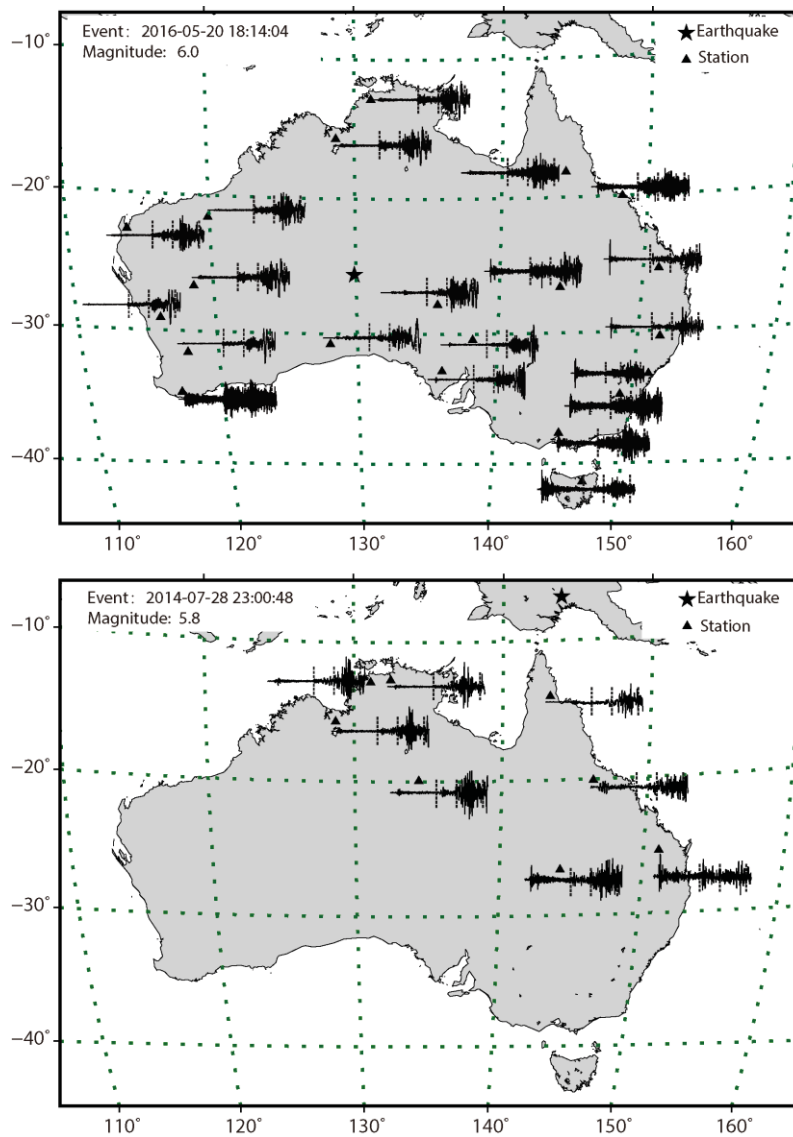 Event: 2016-05-20 18:14:04
Magnitude: 6.0
Earthquake
Station
−10°
−20°
−30°
−40°
110° 120° 130° 140° 150° 160°
Event: 2014-07-28 23:00:48
Magnitude: 5.8
Earthquake
Station
−10°
−20°
−30°
−40°
110° 120° 130° 140° 150° 160°